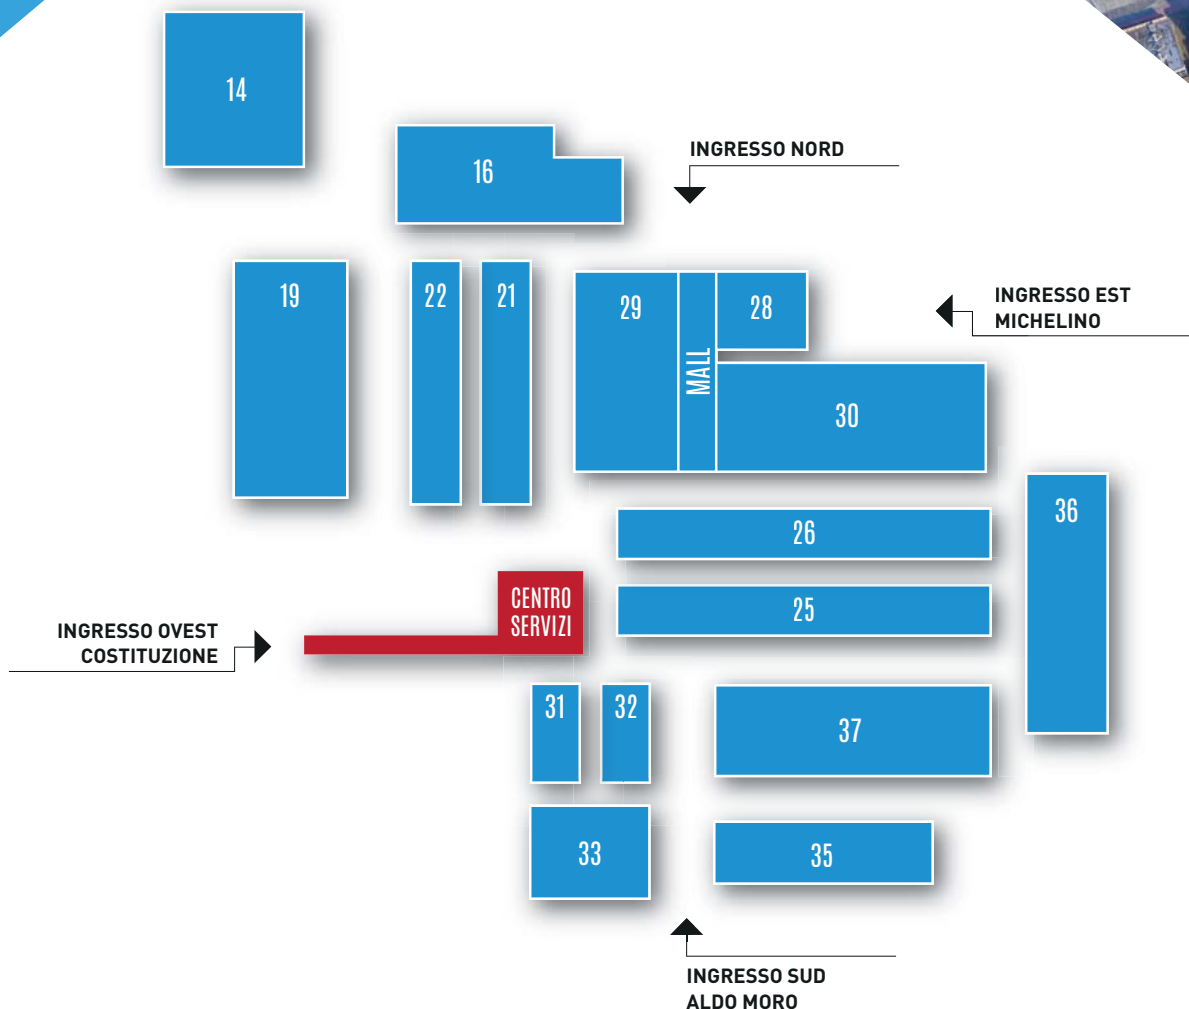 14
16
INGRESSO NORD
19
22
21
29
MALL
28
INGRESSO EST
MICHELINO
30
36
26
25
CENTRO
SERVIZI
INGRESSO OVEST
COSTITUZIONE
31
32
37
33
35
INGRESSO SUD
ALDO MORO